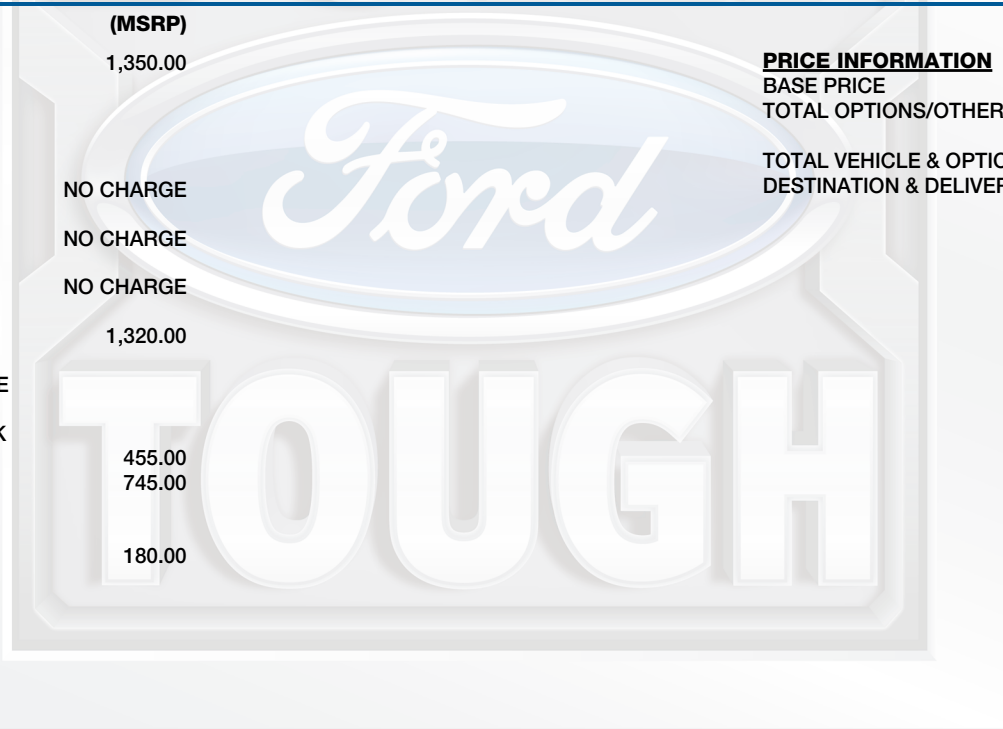 (MSRP)
1,350.00
NO CHARGE
NO CHARGE
NO CHARGE
1,320.00
E
K
455.00
745.00
180.00
PRICE INFORMATION
BASE PRICE
TOTAL OPTIONS/OTHER
TOTAL VEHICLE & OPTIO
DESTINATION & DELIVER
Ford
TOUGH